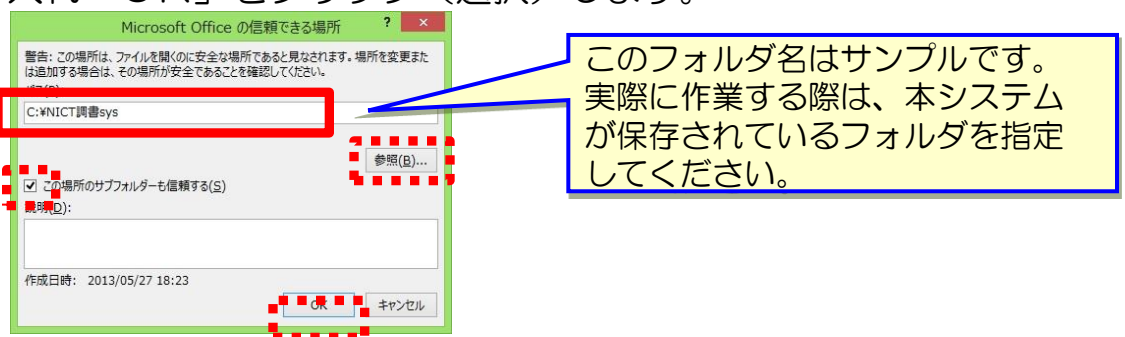 Microsoft Office の信頼できる場所
警告: この場所は、ファイルを開くのに安全な場所であると見なされます。場所を変更また
は追加する場合は、その場所が安全であることを確認してください。
C:¥NICT調書sys
参照(B)...
この場所のサブフォルダーも信頼する(S)
説明(D):
作成日時: 2013/05/27 18:23
OK
キャンセル
このフォルダ名はサンプルです。
実際に作業する際は、本システム
が保存されているフォルダを指定
してください。